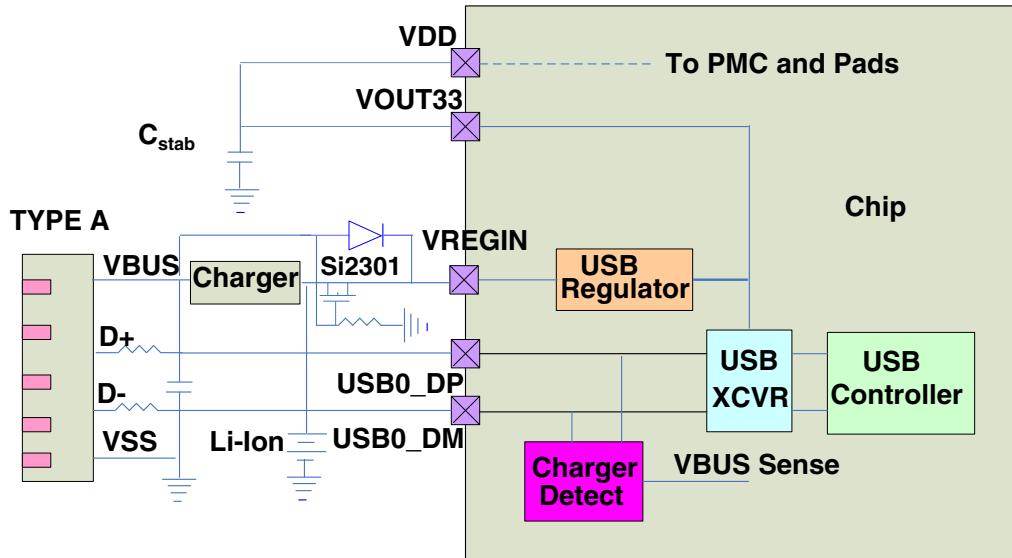 VDD
To PMC and Pads
VOUT33
C_stab
Chip
TYPE A
VREGIN
VBUS
Charger
Si2301
USB
Regulator
D+
USB0_DP
USB
XCVR
USB
Controller
D-
USB0_DM
VSS
Li-Ion
Charger
Detect
VBUS Sense